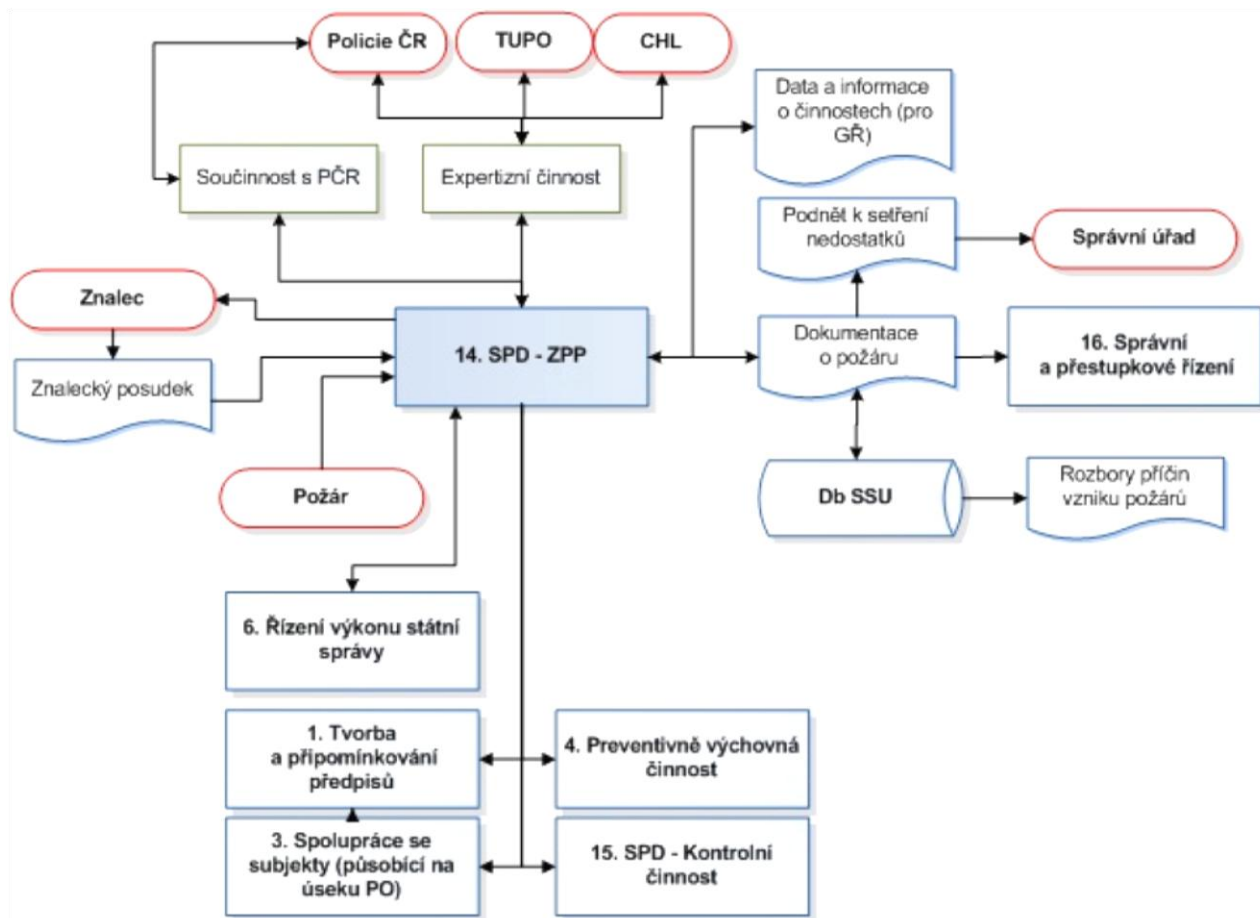 Policie ČR
TUPO
CHL
Data a informace
o činnostech (pro
GŘ)
Součinnost s PČR
Expertizní činnost
Podnět k setření
nedostatků
Správní úřad
Znalec
14. SPD - ZPP
Dokumentace
o požáru
16. Správní
a přestupkové řízení
Znalecký posudek
Požár
Db SSU
Rozbory příčin
vzniku požárů
6. Řízení výkonu státní
správy
1. Tvorba
a připomínkování
předpisů
4. Preventivně výchovná
činnost
3. Spolupráce se
subjekty (působící na
úseku PO)
15. SPD - Kontrolní
činnost